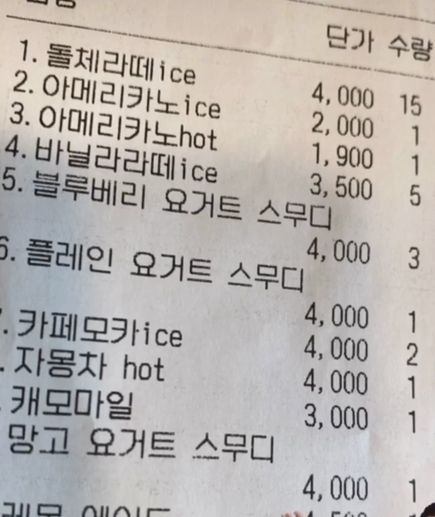 단가 수량
1. 돌체라떼ice 4,000 15
2. 아메리카노ice 2,000 1
3. 아메리카노hot 1,900 1
4. 바닐라라떼ice 3,500 5
5. 블루베리 요거트 스무디
4,000 3
6. 플레인 요거트 스무디
4,000 1
. 카페모카ice 4,000 2
. 자몽차 hot 4,000 1
. 캐모마일 3,000 1
망고 요거트 스무디
4,000 1